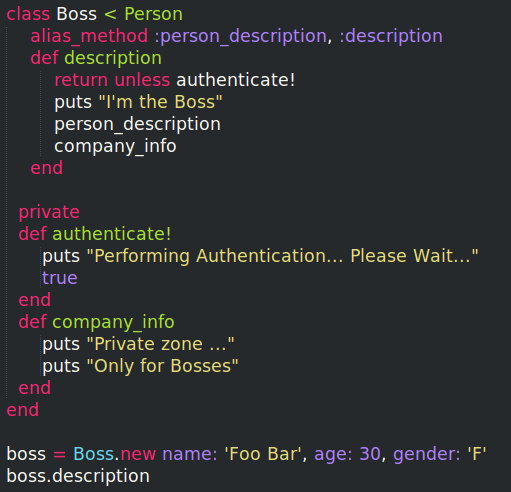 class Boss < Person
alias_method :person_description, :description
def description
return unless authenticate!
puts "I'm the Boss"
person_description
company_info
end
private
def authenticate!
puts "Performing Authentication... Please Wait..."
true
end
def company_info
puts "Private zone ..."
puts "Only for Bosses"
end
end
boss = Boss.new name: 'Foo Bar', age: 30, gender: 'F'
boss.description